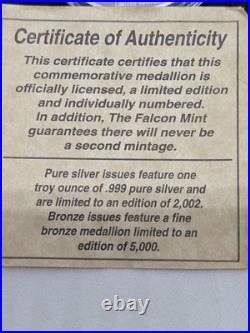 Certificate of Authenticity
This certificate certifies that this
commemorative medallion is
officially licensed, a limited edition
and individually numbered.
In addition, The Falcon Mint
guarantees there will never be
a second mintage.
Pure silver issues feature one
troy ounce of .999 pure silver and
are limited to an edition of 2,002.
Bronze issues feature a fine
bronze medallion limited to an
edition of 5,000.